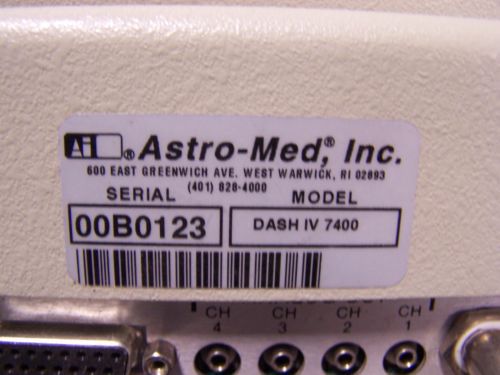 Astro-Med,® Inc.
600 EAST GREENWICH AVE. WEST WARWICK, RI 02893
(401) 828-4000
SERIAL MODEL
00B0123 DASH IV 7400
CH CH CH CH
4 3 2 1